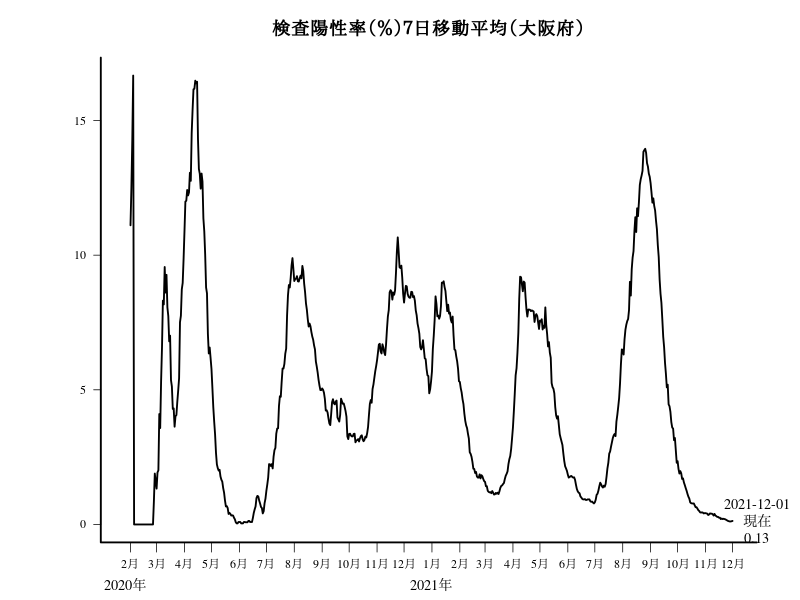 検査陽性率(%)7日移動平均(大阪府)
15
10
5
0
2021-12-01
現在
0.13
2月 3月 4月 5月 6月 7月 8月 9月 10月 11月 12月 1月 2月 3月 4月 5月 6月 7月 8月 9月 10月 11月 12月
2020年 2021年